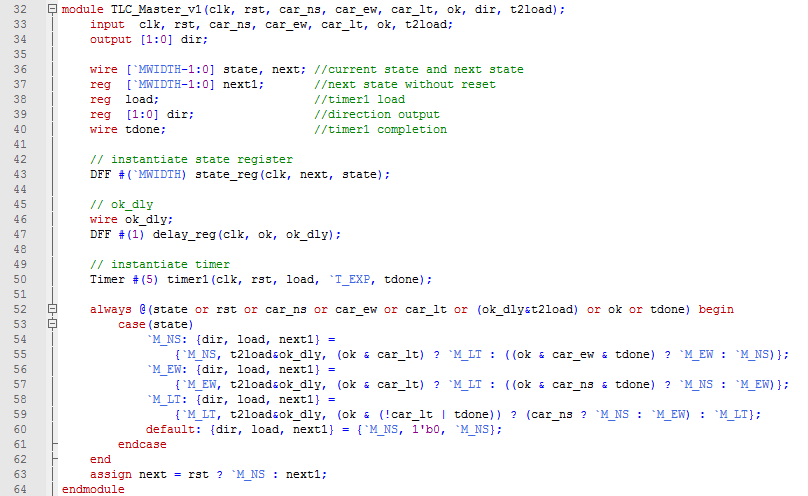 32 module TLC_Master_v1(clk, rst, car_ns, car_ew, car_lt, ok, dir, t2load);
33     input  clk, rst, car_ns, car_ew, car_lt, ok, t2load;
34     output [1:0] dir;
35
36     wire [`MWIDTH-1:0] state, next; //current state and next state
37     reg  [`MWIDTH-1:0] next1;       //next state without reset
38     reg  load;                      //timer1 load
39     reg  [1:0] dir;                 //direction output
40     wire tdone;                     //timer1 completion
41
42     // instantiate state register
43     DFF #(`MWIDTH) state_reg(clk, next, state);
44
45     // ok_dly
46     wire ok_dly;
47     DFF #(1) delay_reg(clk, ok, ok_dly);
48
49     // instantiate timer
50     Timer #(5) timer1(clk, rst, load, `T_EXP, tdone);
51
52     always @(state or rst or car_ns or car_ew or car_lt or (ok_dly&t2load) or ok or tdone) begin
53         case(state)
54             `M_NS: {dir, load, next1} =
55                 {`M_NS, t2load&ok_dly, (ok & car_lt) ? `M_LT : ((ok & car_ew & tdone) ? `M_EW : `M_NS)};
56             `M_EW: {dir, load, next1} =
57                 {`M_EW, t2load&ok_dly, (ok & car_lt) ? `M_LT : ((ok & car_ns & tdone) ? `M_NS : `M_EW)};
58             `M_LT: {dir, load, next1} =
59                 {`M_LT, t2load&ok_dly, (ok & (!car_lt | tdone)) ? (car_ns ? `M_NS : `M_EW) : `M_LT};
60             default: {dir, load, next1} = {`M_NS, 1'b0, `M_NS};
61         endcase
62     end
63     assign next = rst ? `M_NS : next1;
64 endmodule